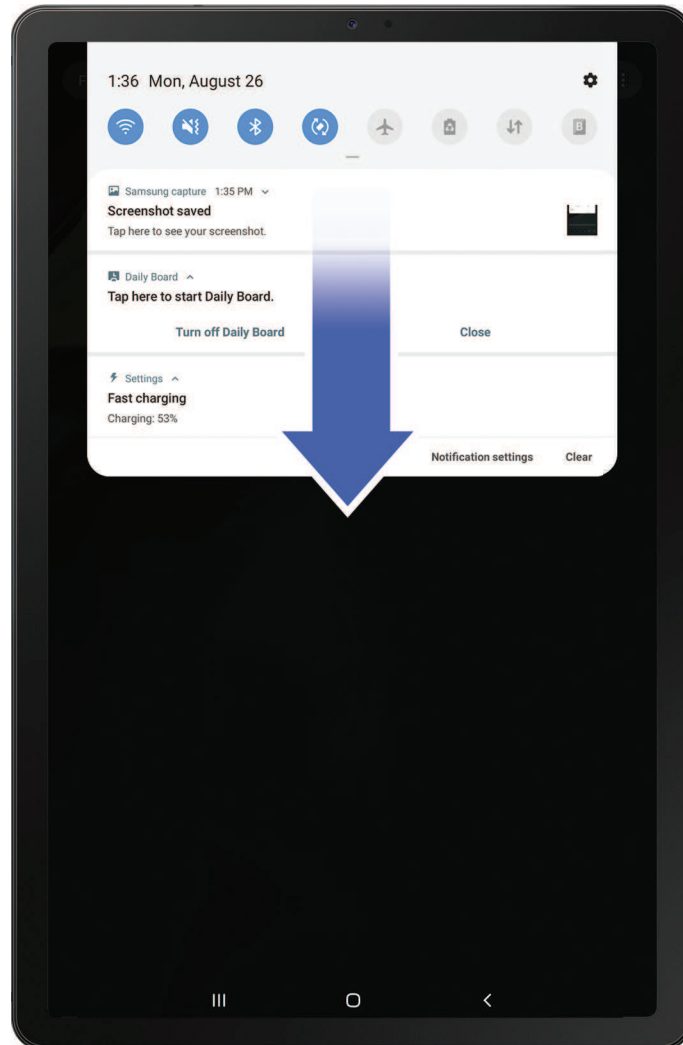 1:36 Mon, August 26
B
Samsung capture 1:35 PM
Screenshot saved
Tap here to see your screenshot.
Daily Board
Tap here to start Daily Board.
Turn off Daily Board Close
Settings
Fast charging
Charging: 53%
Notification settings Clear